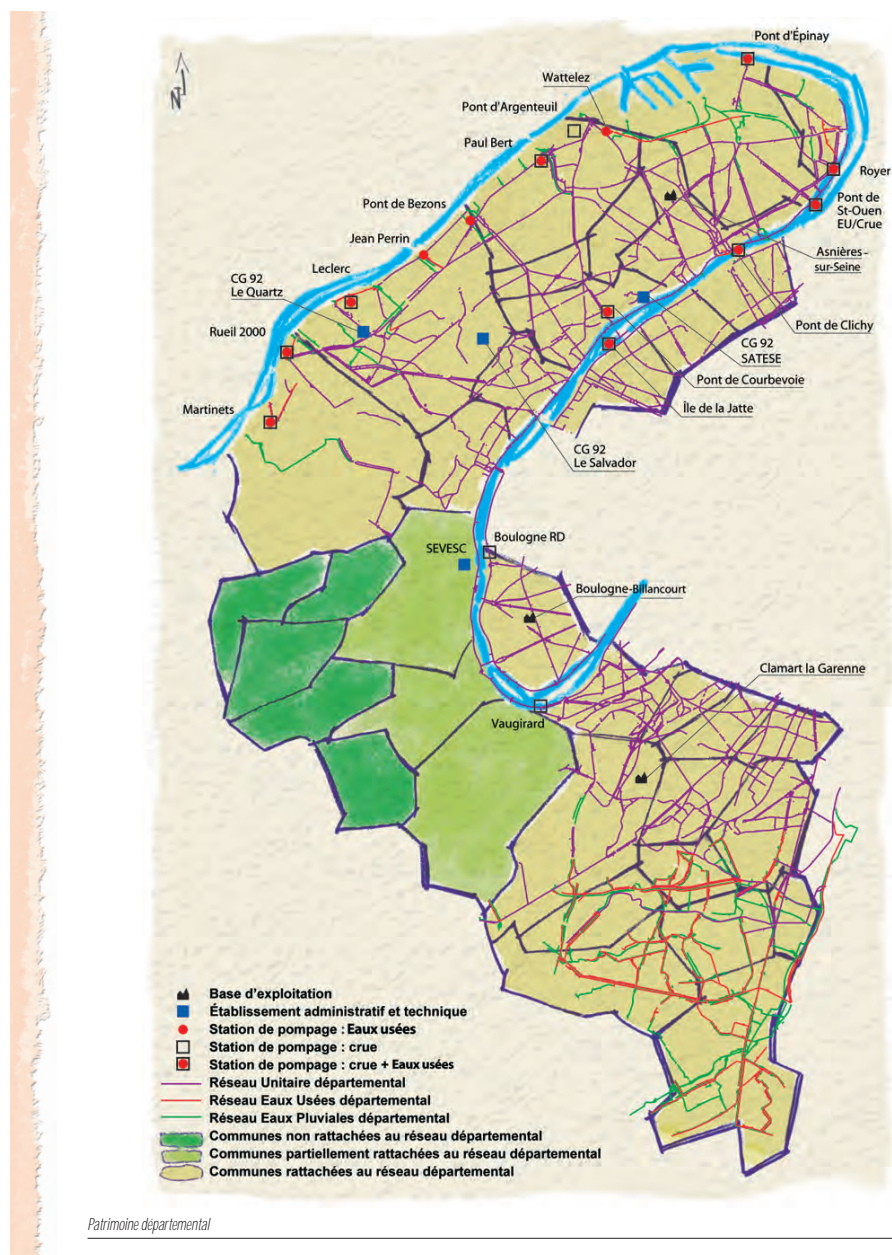 Pont d'Épinay
Wattelez
Pont d'Argenteuil
Paul Bert
Royer
Pont de
St-Ouen
EU/Crue
Pont de Bezons
Jean Perrin
Asnières-
sur-Seine
Leclerc
CG 92
Le Quartz
Rueil 2000
Pont de Clichy
CG 92
SATESE
Pont de Courbevoie
Île de la Jatte
Martinets
CG 92
Le Salvador
Boulogne RD
SEVESC
Boulogne-Billancourt
Clamart la Garenne
Vaugirard
N
Base d'exploitation
Établissement administratif et technique
Station de pompage : Eaux usées
Station de pompage : crue
Station de pompage : crue + Eaux usées
Réseau Unitaire départemental
Réseau Eaux Usées départemental
Réseau Eaux Pluviales départemental
Communes non rattachées au réseau départemental
Communes partiellement rattachées au réseau départemental
Communes rattachées au réseau départemental
Patrimoine départemental